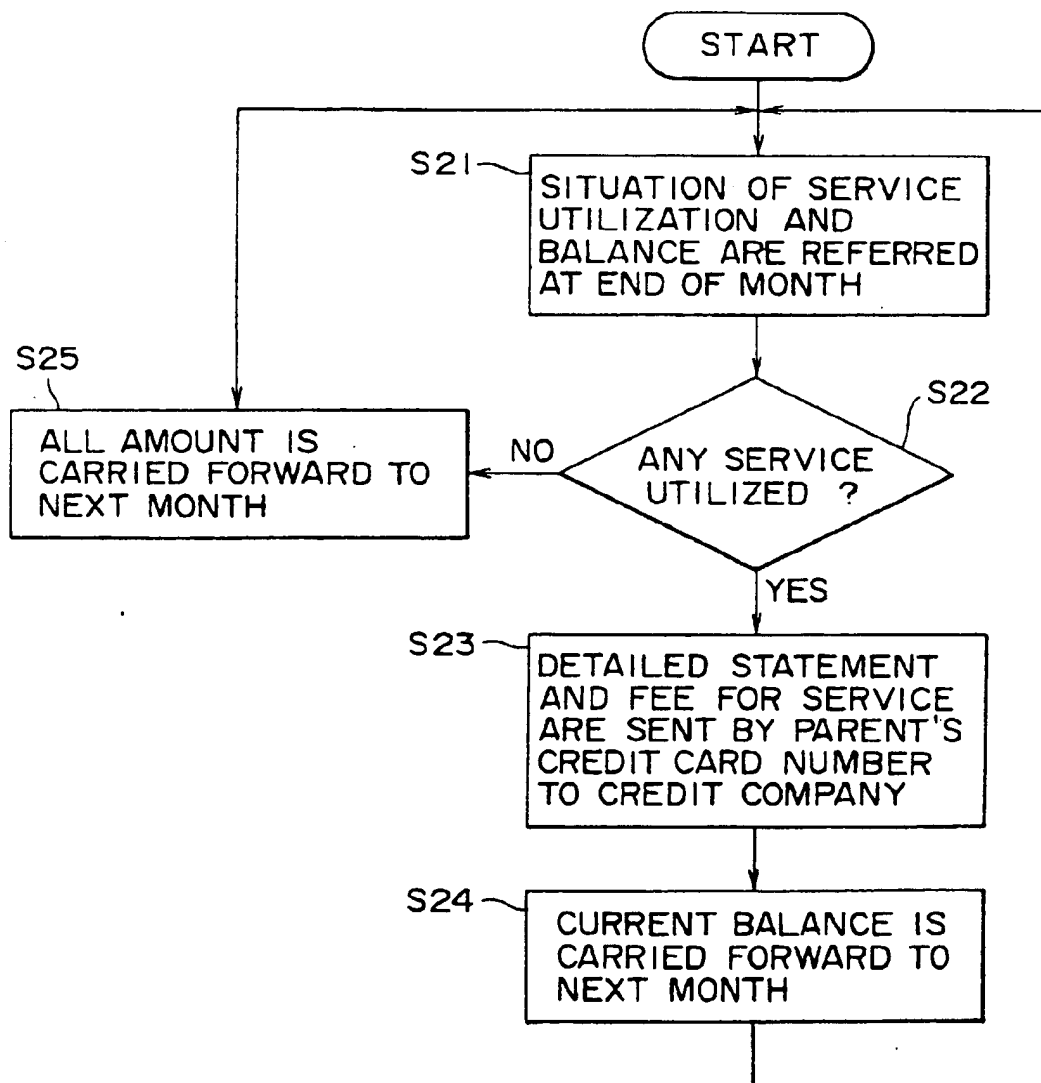 START
S21
SITUATION OF SERVICE
UTILIZATION AND
BALANCE ARE REFERRED
AT END OF MONTH
S25
ALL AMOUNT IS
CARRIED FORWARD TO
NEXT MONTH
NO
S22
ANY SERVICE
UTILIZED ?
YES
S23
DETAILED STATEMENT
AND FEE FOR SERVICE
ARE SENT BY PARENT'S
CREDIT CARD NUMBER
TO CREDIT COMPANY
S24
CURRENT BALANCE IS
CARRIED FORWARD TO
NEXT MONTH